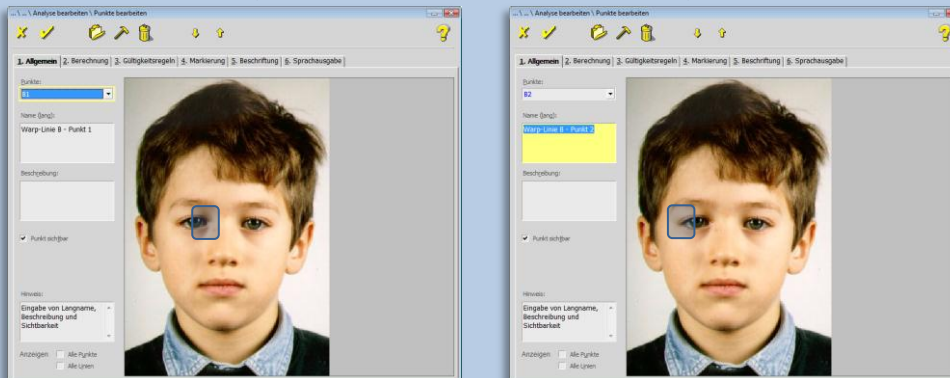 ...\ ... \ Analyse bearbeiten \ Punkte bearbeiten
1. Allgemein 2. Berechnung 3. Gültigkeitsregeln 4. Markierung 5. Beschriftung 6. Sprachausgabe
Punkte:
B1
Name (lang):
Warp-Linie B - Punkt 1
Beschreibung:
Punkt sichtbar
Hinweis:
Eingabe von Langname,
Beschreibung und
Sichtbarkeit
Anzeigen Alle Punkte
Alle Linien
...\ ... \ Analyse bearbeiten \ Punkte bearbeiten
1. Allgemein 2. Berechnung 3. Gültigkeitsregeln 4. Markierung 5. Beschriftung 6. Sprachausgabe
Punkte:
B2
Name (lang):
Warp-Linie B - Punkt 2
Beschreibung:
Punkt sichtbar
Hinweis:
Eingabe von Langname,
Beschreibung und
Sichtbarkeit
Anzeigen Alle Punkte
Alle Linien